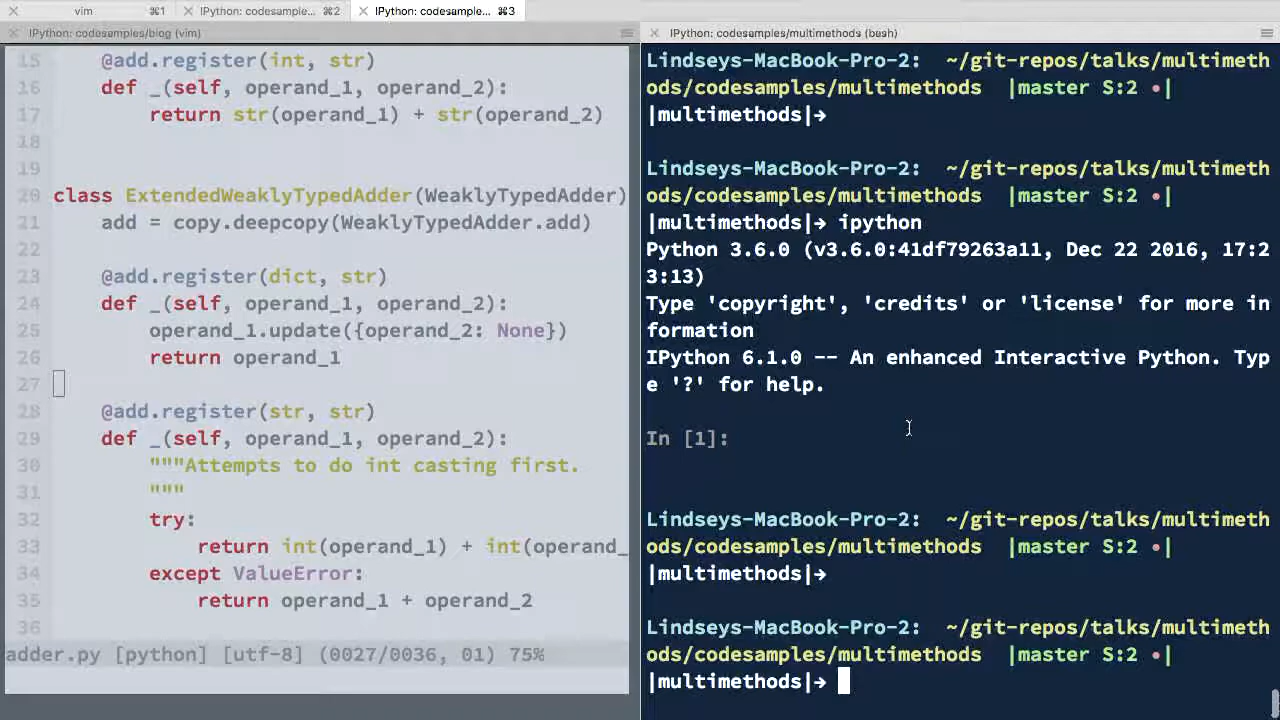 vim ⌘1 IPython: codesample... ⌘2 IPython: codesample... ⌘3
IPython: codesamples/blog (vim)
15 @add.register(int, str)
16 def _(self, operand_1, operand_2):
17 return str(operand_1) + str(operand_2)
18
19
20 class ExtendedWeaklyTypedAdder(WeaklyTypedAdder)
21 add = copy.deepcopy(WeaklyTypedAdder.add)
22
23 @add.register(dict, str)
24 def _(self, operand_1, operand_2):
25 operand_1.update({operand_2: None})
26 return operand_1
27
28 @add.register(str, str)
29 def _(self, operand_1, operand_2):
30 """Attempts to do int casting first.
31 """
32 try:
33 return int(operand_1) + int(operand_
34 except ValueError:
35 return operand_1 + operand_2
36
adder.py [python] [utf-8] (0027/0036, 01) 75%
IPython: codesamples/multimethods (bash)
Lindseys-MacBook-Pro-2: ~/git-repos/talks/multimeth
ods/codesamples/multimethods |master S:2 •|
|multimethods|→
Lindseys-MacBook-Pro-2: ~/git-repos/talks/multimeth
ods/codesamples/multimethods |master S:2 •|
|multimethods|→ ipython
Python 3.6.0 (v3.6.0:41df79263a11, Dec 22 2016, 17:2
3:13)
Type 'copyright', 'credits' or 'license' for more in
formation
IPython 6.1.0 -- An enhanced Interactive Python. Typ
e '?' for help.
In [1]:
Lindseys-MacBook-Pro-2: ~/git-repos/talks/multimeth
ods/codesamples/multimethods |master S:2 •|
|multimethods|→
Lindseys-MacBook-Pro-2: ~/git-repos/talks/multimeth
ods/codesamples/multimethods |master S:2 •|
|multimethods|→